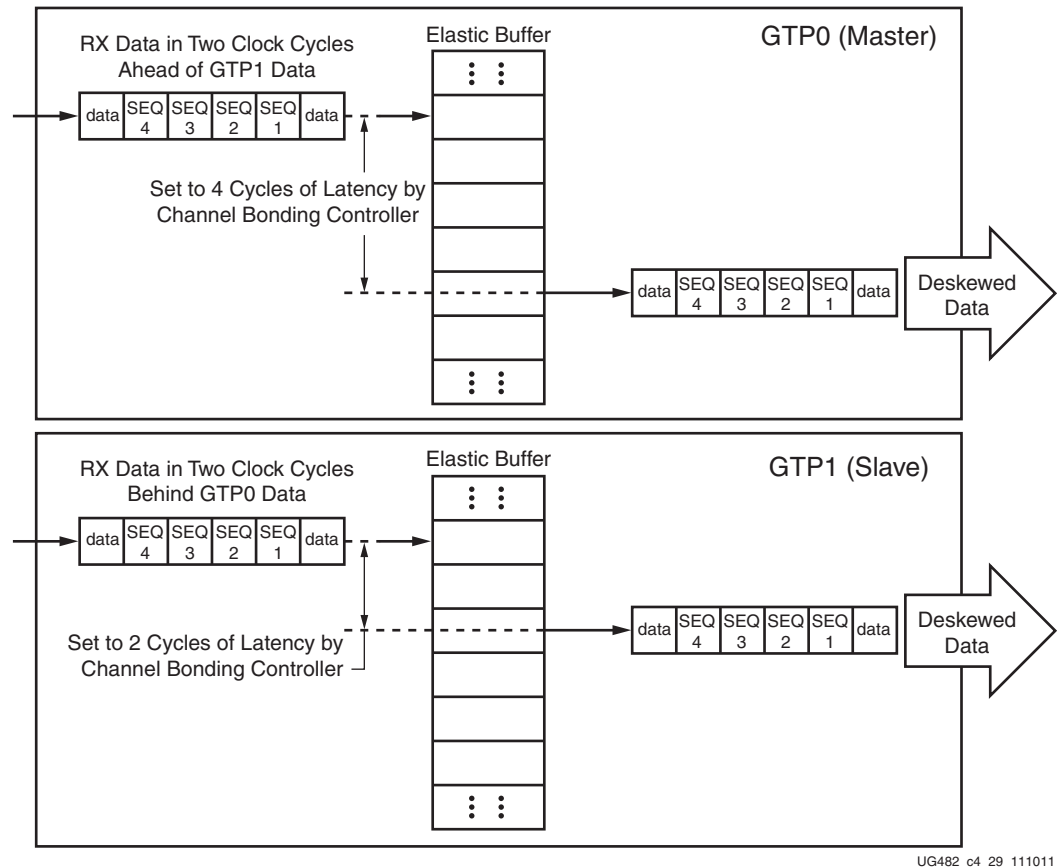 GTP0 (Master)
RX Data in Two Clock Cycles
Ahead of GTP1 Data
Elastic Buffer
data SEQ 4 SEQ 3 SEQ 2 SEQ 1 data
Set to 4 Cycles of Latency by
Channel Bonding Controller
data SEQ 4 SEQ 3 SEQ 2 SEQ 1 data
Deskewed
Data
GTP1 (Slave)
RX Data in Two Clock Cycles
Behind GTP0 Data
Elastic Buffer
data SEQ 4 SEQ 3 SEQ 2 SEQ 1 data
Set to 2 Cycles of Latency by
Channel Bonding Controller
data SEQ 4 SEQ 3 SEQ 2 SEQ 1 data
Deskewed
Data
UG482_c4_29_111011